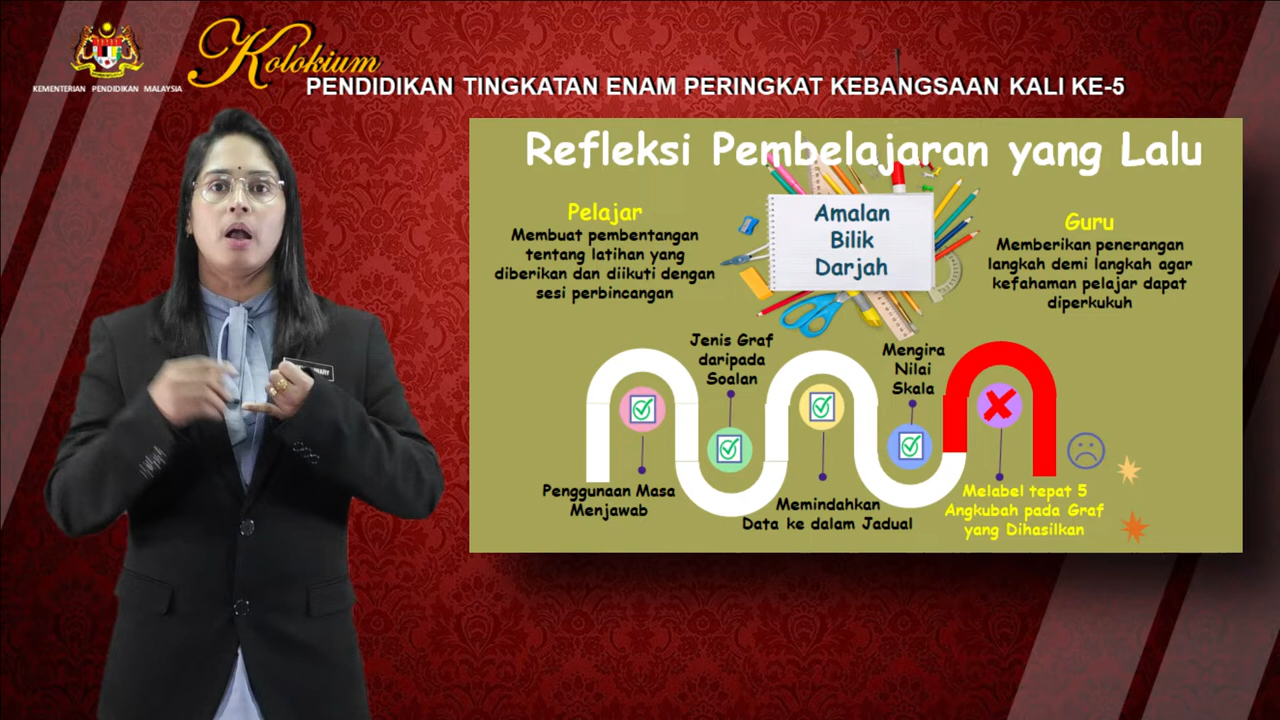 KEMENTERIAN PENDIDIKAN MALAYSIA
Kolokium
PENDIDIKAN TINGKATAN ENAM PERINGKAT KEBANGSAAN KALI KE-5
Refleksi Pembelajaran yang Lalu
Pelajar
Membuat pembentangan
tentang latihan yang
diberikan dan diikuti dengan
sesi perbincangan
Amalan
Bilik
Darjah
Guru
Memberikan penerangan
langkah demi langkah agar
kefahaman pelajar dapat
diperkukuh
Jenis Graf
daripada
Soalan
Mengira
Nilai
Skala
Penggunaan Masa
Menjawab
Memindahkan
Data ke dalam Jadual
Melabel tepat 5
Angkubah pada Graf
yang Dihasilkan